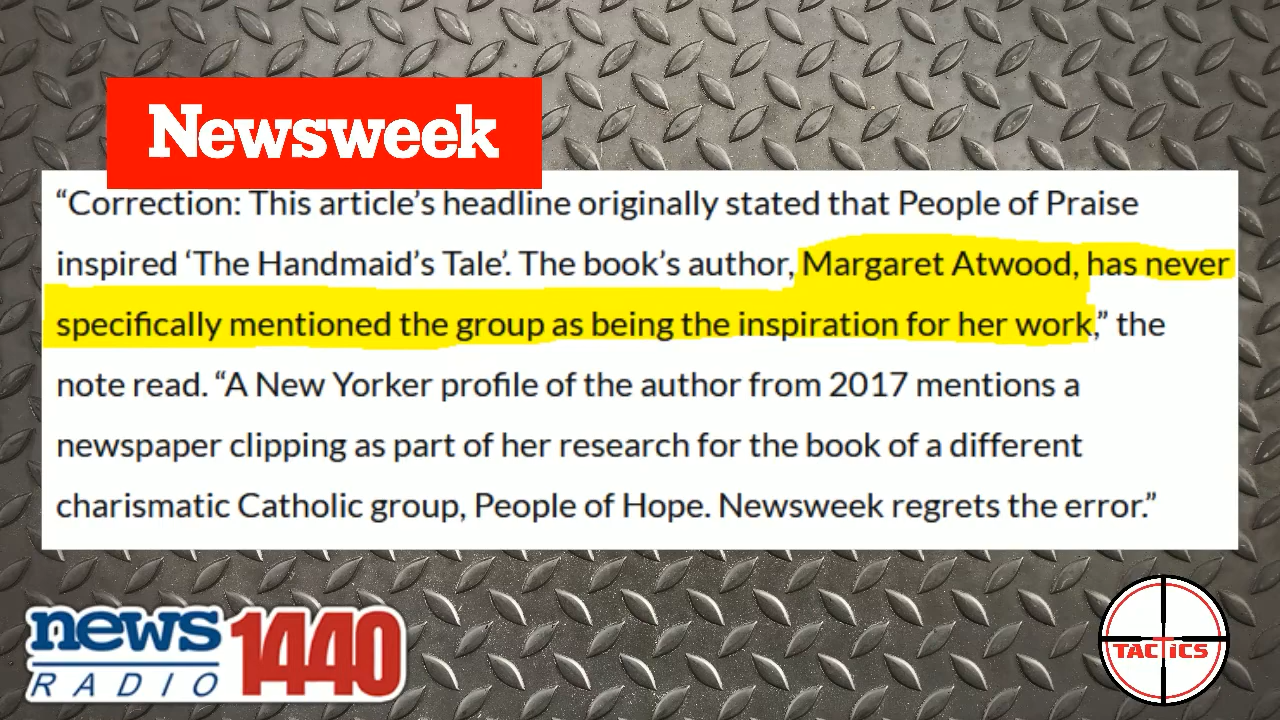 Newsweek
“Correction: This article’s headline originally stated that People of Praise
inspired ‘The Handmaid’s Tale’. The book’s author, Margaret Atwood, has never
specifically mentioned the group as being the inspiration for her work,” the
note read. “A New Yorker profile of the author from 2017 mentions a
newspaper clipping as part of her research for the book of a different
charismatic Catholic group, People of Hope. Newsweek regrets the error.”
news 1440
RADIO
TACTICS